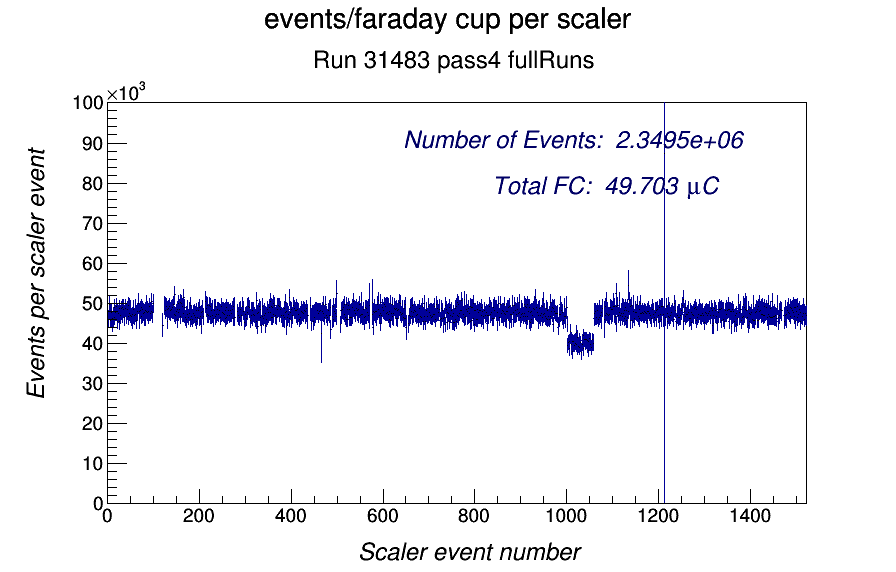 events/faraday cup per scaler
Run 31483 pass4 fullRuns
×10³
100
90
80
70
60
50
40
30
20
10
0
Number of Events: 2.3495e+06
Total FC: 49.703 μC
Events per scaler event
0 200 400 600 800 1000 1200 1400
Scaler event number